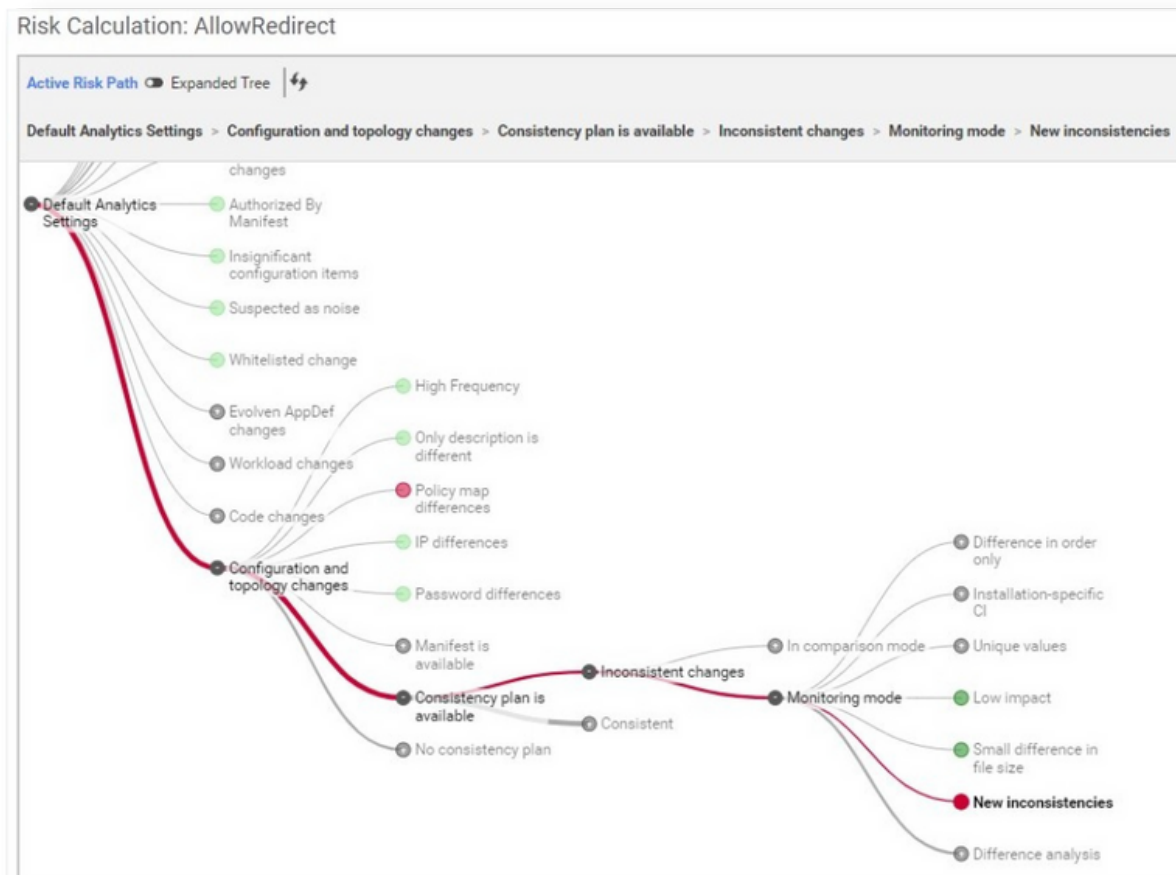 Risk Calculation: AllowRedirect
Active Risk Path Expanded Tree
Default Analytics Settings > Configuration and topology changes > Consistency plan is available > Inconsistent changes > Monitoring mode > New inconsistencies
changes
Default Analytics
Settings
Authorized By
Manifest
Insignificant
configuration items
Suspected as noise
Whitelisted change
Evolven AppDef
changes
Workload changes
Code changes
Configuration and
topology changes
High Frequency
Only description is
different
Policy map
differences
IP differences
Password differences
Manifest is
available
Consistency plan is
available
No consistency plan
Inconsistent changes
Consistent
In comparison mode
Monitoring mode
Difference in order
only
Installation-specific
CI
Unique values
Low impact
Small difference in
file size
New inconsistencies
Difference analysis